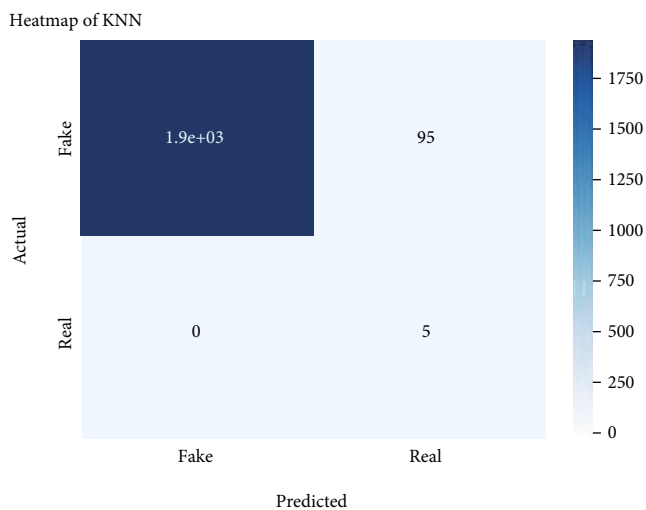 Heatmap of KNN
Fake
1.9e+03
95
1750
1500
1250
1000
750
500
250
0
Actual
Real
0
5
Fake
Real
Predicted